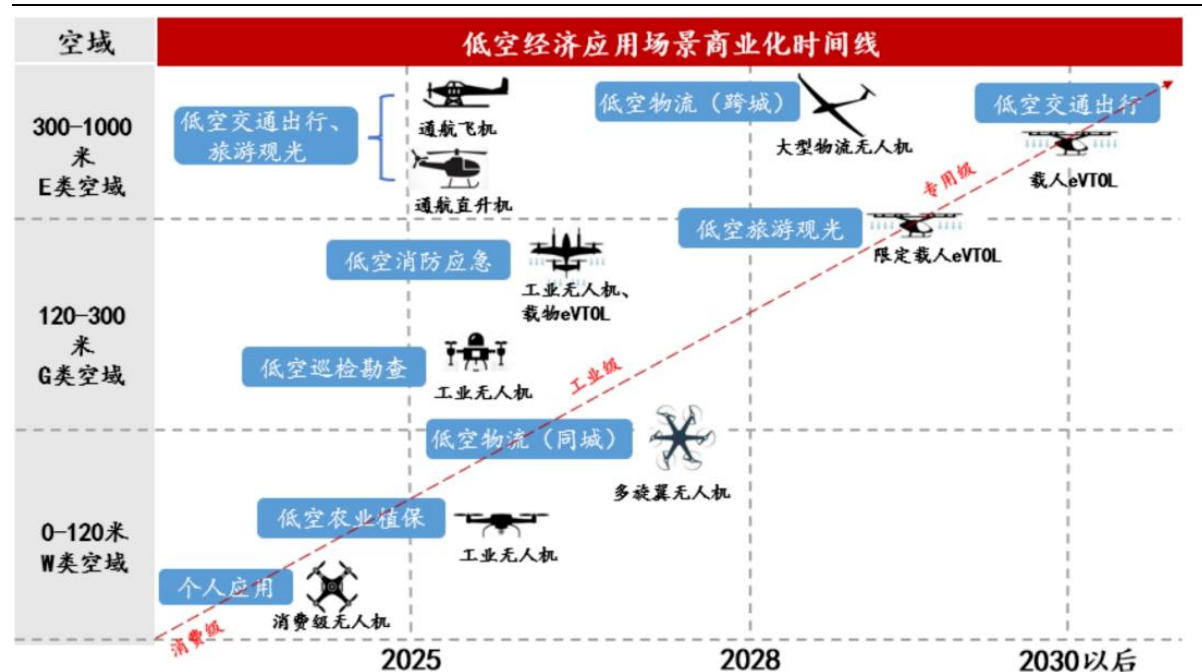 空域
低空经济应用场景商业化时间线
300-1000
米
E类空域
低空交通出行、
旅游观光
通航飞机
通航直升机
低空物流（跨城）
大型物流无人机
低空交通出行
载人eVTOL
专用级
120-300
米
G类空域
低空消防应急
工业无人机、
载物eVTOL
低空旅游观光
限定载人eVTOL
低空巡检勘查
工业无人机
工业级
0-120米
W类空域
低空物流（同城）
多旋翼无人机
低空农业植保
工业无人机
个人应用
消费级无人机
消费级
2025
2028
2030以后